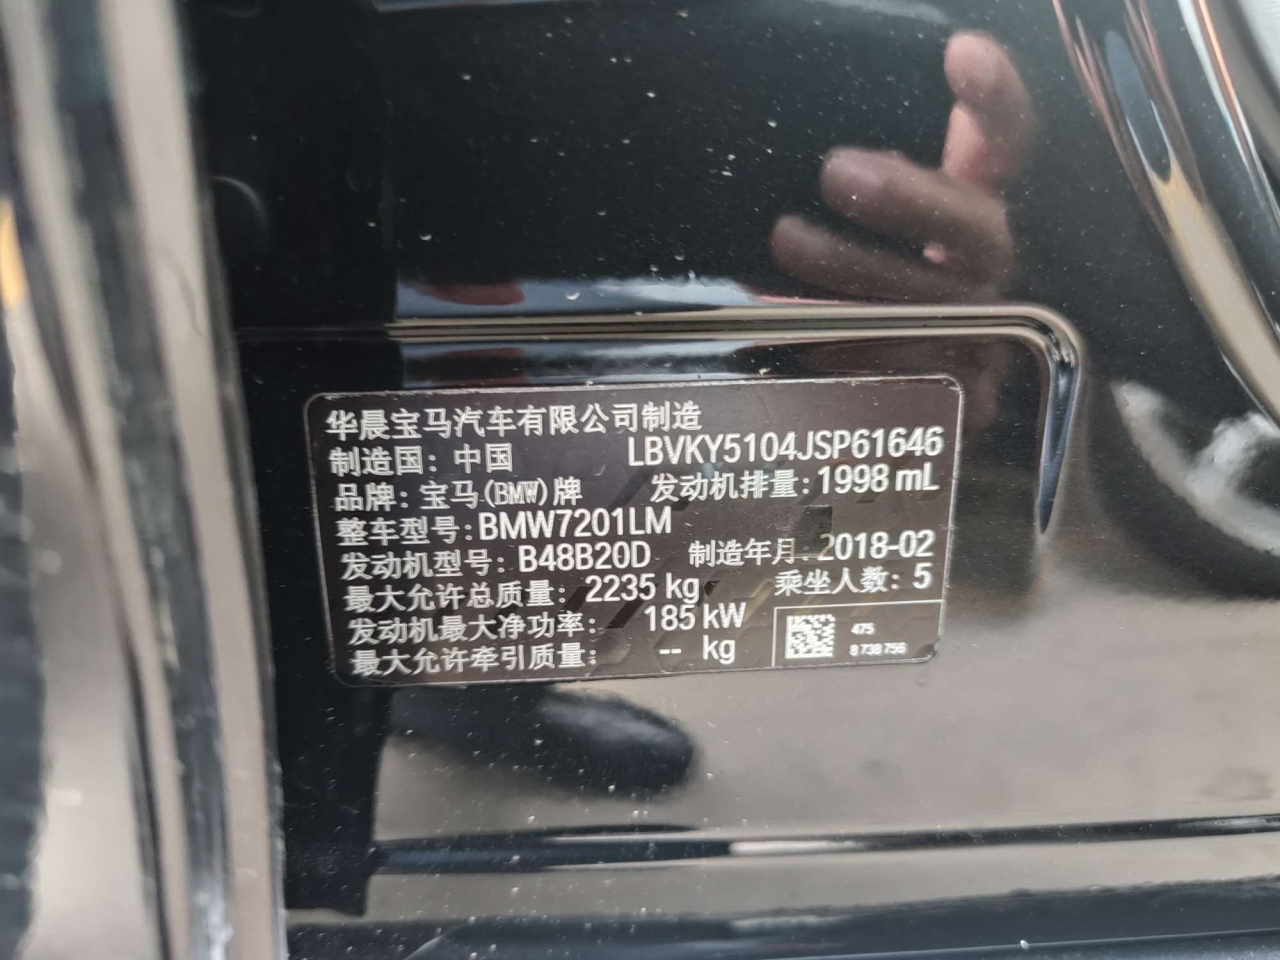 华晨宝马汽车有限公司制造
制造国：中国 LBVKY5104JSP61646
品牌：宝马(BMW)牌 发动机排量:1998 mL
整车型号:BMW7201LM
发动机型号：B48B20D 制造年月:2018-02
最大允许总质量：2235 kg 乘坐人数：5
发动机最大净功率：185 kW
最大允许牵引质量： -- kg
475
8 738 756